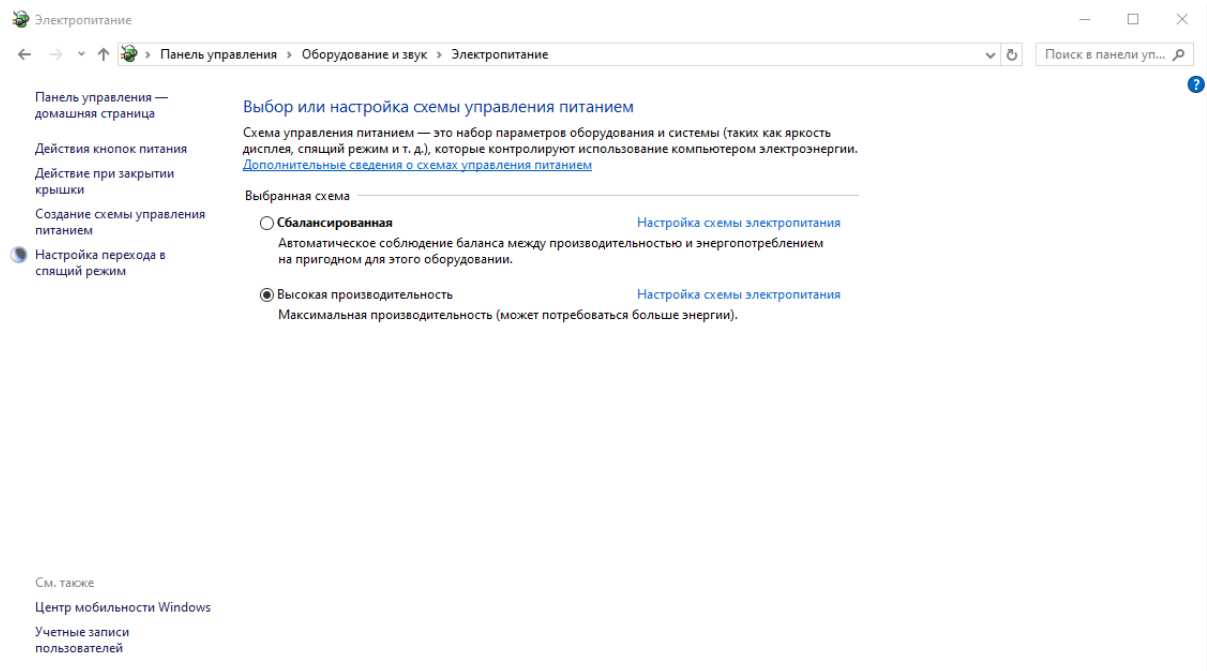 Электропитание
Панель управления › Оборудование и звук › Электропитание
Поиск в панели уп...
Панель управления —
домашняя страница
Действия кнопок питания
Действие при закрытии
крышки
Создание схемы управления
питанием
Настройка перехода в
спящий режим
Выбор или настройка схемы управления питанием
Схема управления питанием — это набор параметров оборудования и системы (таких как яркость
дисплея, спящий режим и т. д.), которые контролируют использование компьютером электроэнергии.
Дополнительные сведения о схемах управления питанием
Выбранная схема
Сбалансированная Настройка схемы электропитания
Автоматическое соблюдение баланса между производительностью и энергопотреблением
на пригодном для этого оборудовании.
Высокая производительность Настройка схемы электропитания
Максимальная производительность (может потребоваться больше энергии).
См. также
Центр мобильности Windows
Учетные записи
пользователей